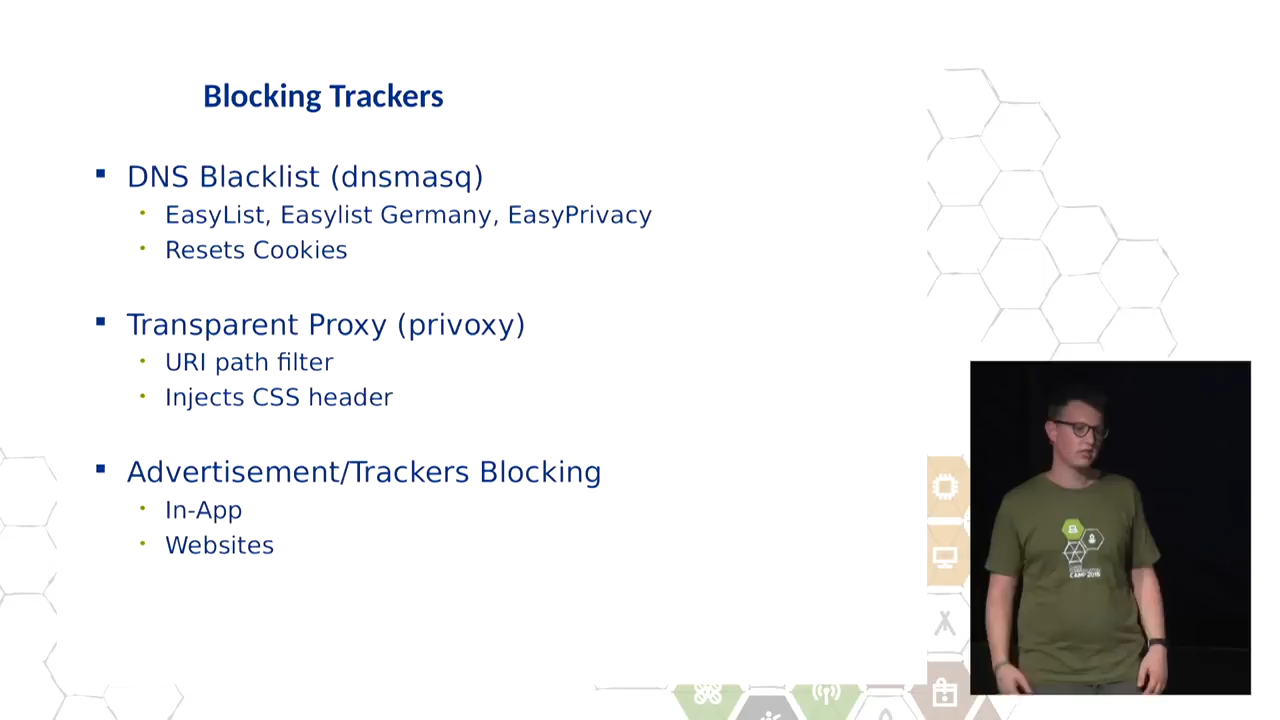 Blocking Trackers
DNS Blacklist (dnsmasq)
EasyList, Easylist Germany, EasyPrivacy
Resets Cookies
Transparent Proxy (privoxy)
URI path filter
Injects CSS header
Advertisement/Trackers Blocking
In-App
Websites